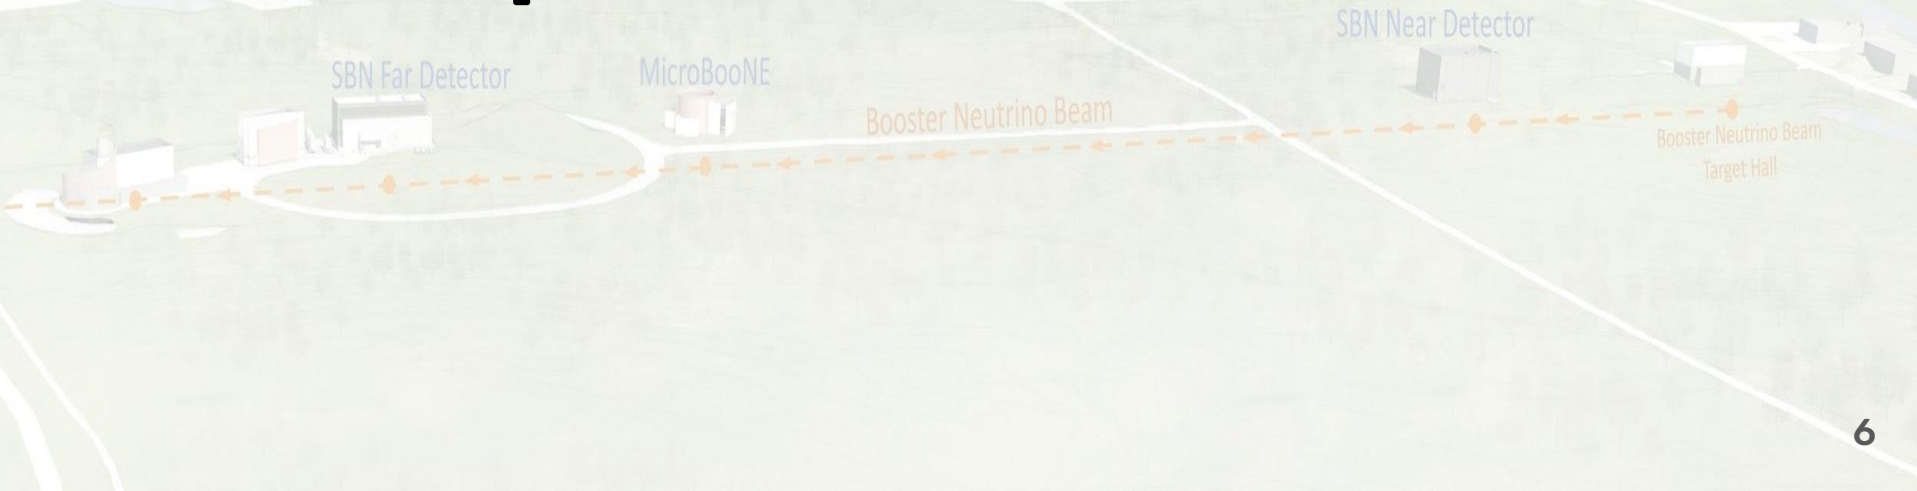 SBN Near Detector
SBN Far Detector
MicroBooNE
Booster Neutrino Beam
Booster Neutrino Beam
Target Hall
6